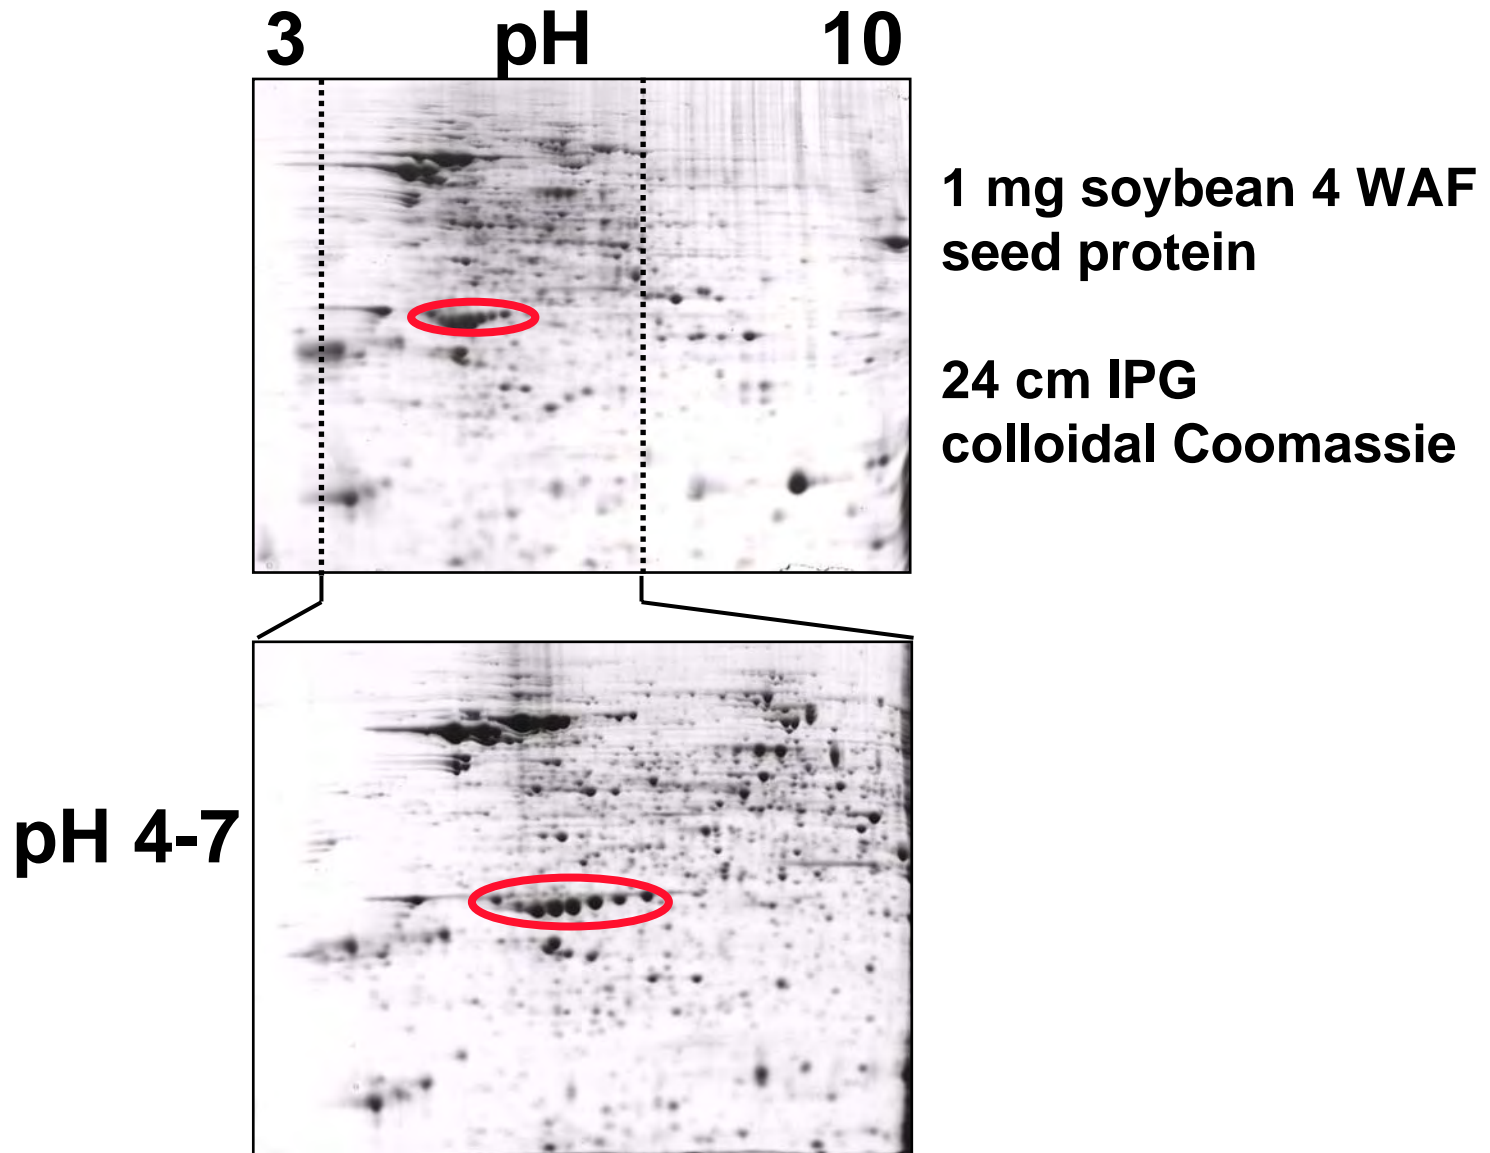 3 pH 10
1 mg soybean 4 WAF
seed protein
24 cm IPG
colloidal Coomassie
pH 4-7